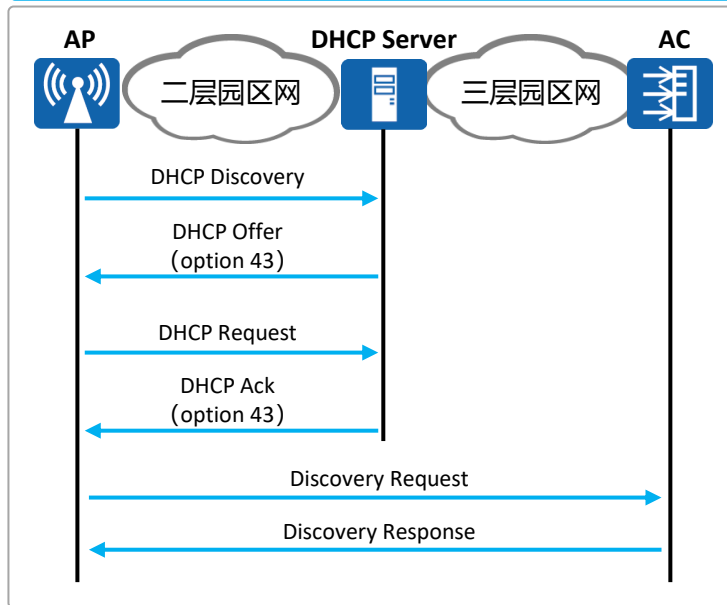 AP
DHCP Server
AC
二层园区网
三层园区网
DHCP Discovery
DHCP Offer
（option 43）
DHCP Request
DHCP Ack
（option 43）
Discovery Request
Discovery Response